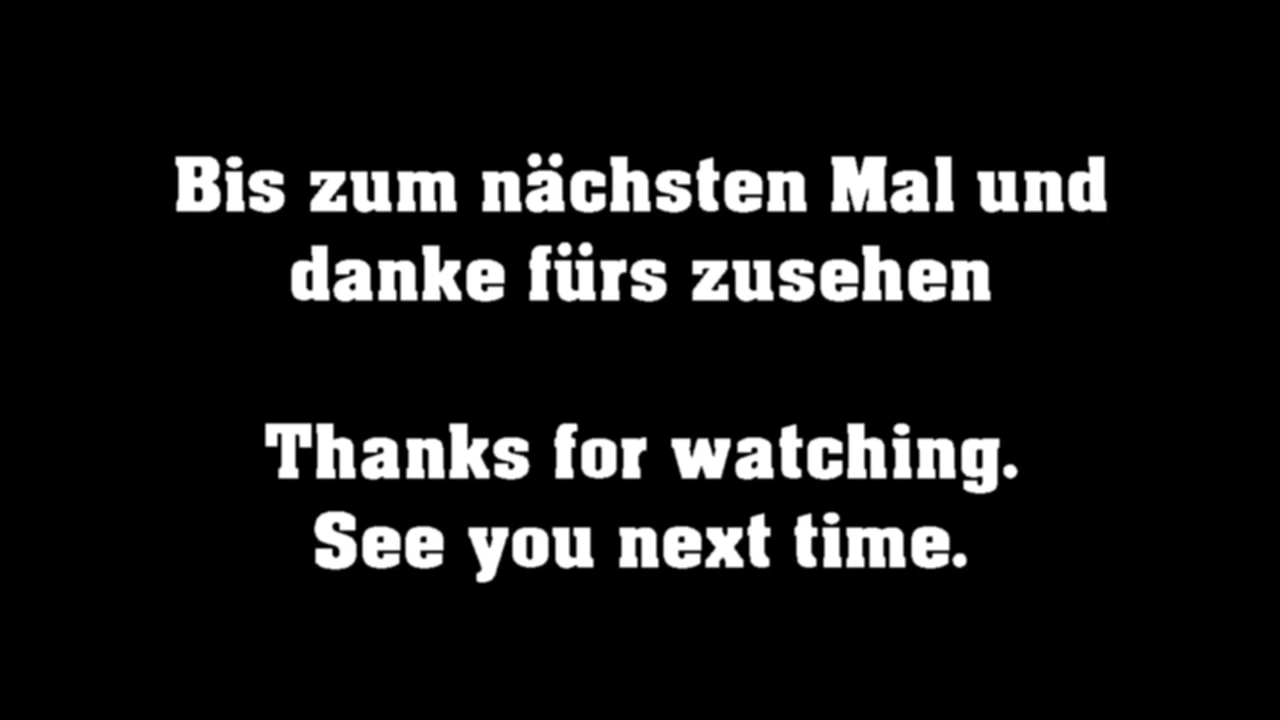 Bis zum nächsten Mal und
danke fürs zusehen
Thanks for watching.
See you next time.